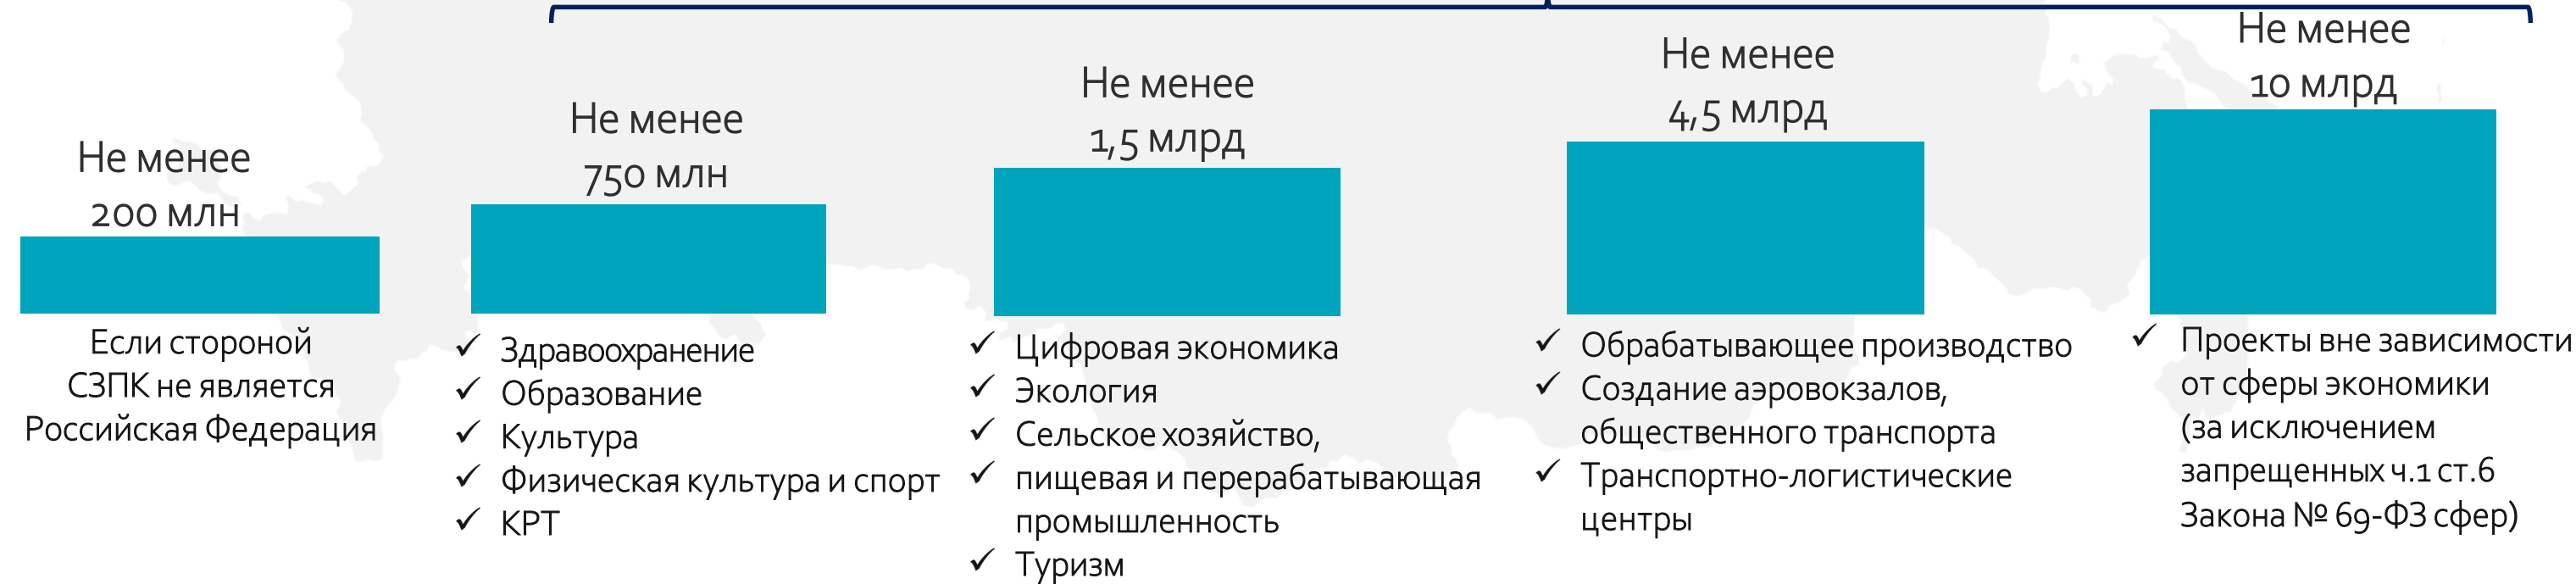 Не менее
200 млн
Если стороной
СЗПК не является
Российская Федерация
Не менее
750 млн
✓ Здравоохранение
✓ Образование
✓ Культура
✓ Физическая культура и спорт
✓ КРТ
Не менее
1,5 млрд
✓ Цифровая экономика
✓ Экология
✓ Сельское хозяйство,
✓ пищевая и перерабатывающая
промышленность
✓ Туризм
Не менее
4,5 млрд
✓ Обрабатывающее производство
✓ Создание аэровокзалов,
общественного транспорта
✓ Транспортно-логистические
центры
Не менее
10 млрд
✓ Проекты вне зависимости
от сферы экономики
(за исключением
запрещенных ч.1 ст.6
Закона № 69-ФЗ сфер)